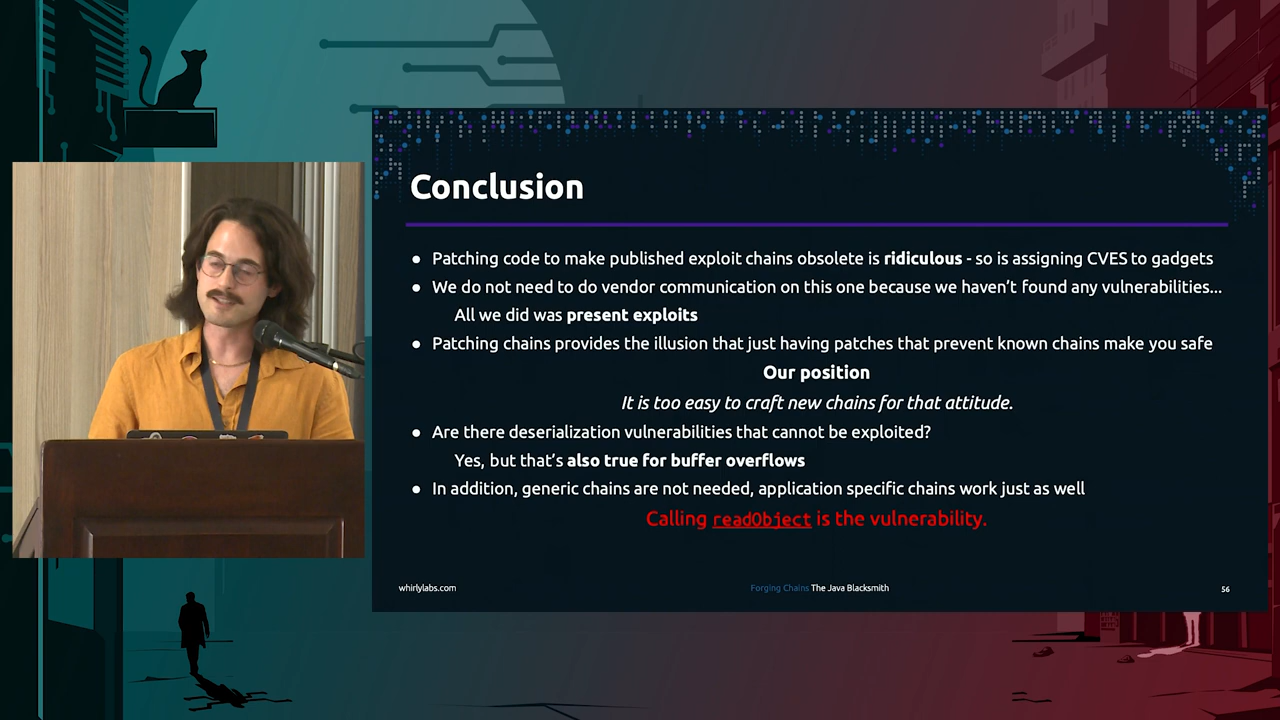 Conclusion
● Patching code to make published exploit chains obsolete is ridiculous - so is assigning CVES to gadgets
● We do not need to do vendor communication on this one because we haven't found any vulnerabilities...
All we did was present exploits
● Patching chains provides the illusion that just having patches that prevent known chains make you safe
Our position
It is too easy to craft new chains for that attitude.
● Are there deserialization vulnerabilities that cannot be exploited?
Yes, but that's also true for buffer overflows
● In addition, generic chains are not needed, application specific chains work just as well
Calling readObject is the vulnerability.
whirlylabs.com
Forging Chains The Java Blacksmith
56